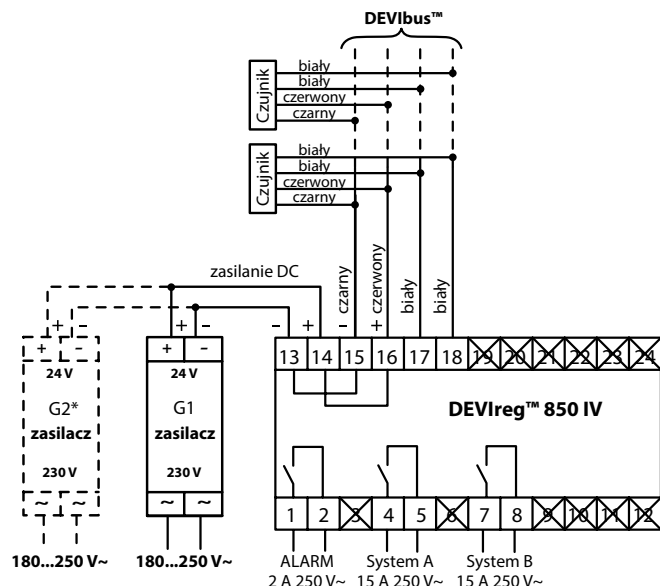 DEVIbus™
Czujnik
biały
biały
czerwony
czarny
Czujnik
biały
biały
czerwony
czarny
zasilanie DC
czarny
czerwony
biały
biały
+ - + - - + - +
+ - + - 13 14 15 16 17 18 19 20 21 22 23 24
24 V 24 V
G2* G1 DEVIreg™ 850 IV
zasilacz zasilacz
230 V 230 V
~ ~ ~ ~ 1 2 3 4 5 6 7 8 9 10 11 12
180...250 V~ 180...250 V~ ALARM System A System B
2 A 250 V~ 15 A 250 V~ 15 A 250 V~